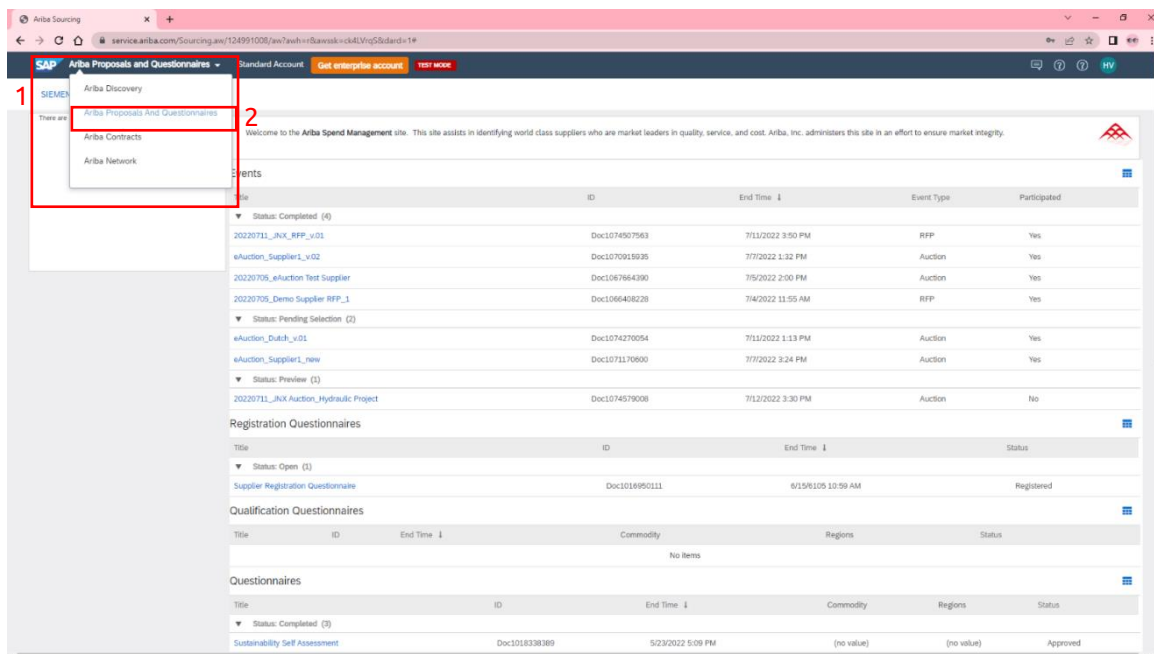 Ariba Sourcing
service.ariba.com/Sourcing.aw/124991008/aw?awh=r&awssk=ck4LVrqS&dard=1#
SAP Ariba Proposals and Questionnaires Standard Account Get enterprise account TEST MODE HV
1
SIEMEN
There are
Ariba Discovery
Ariba Proposals And Questionnaires
2
Ariba Contracts
Ariba Network
Welcome to the Ariba Spend Management site. This site assists in identifying world class suppliers who are market leaders in quality, service, and cost. Ariba, Inc. administers this site in an effort to ensure market integrity.
Events
Title ID End Time ↓ Event Type Participated
▼ Status: Completed (4)
20220711_JNX_RFP_v.01 Doc1074507563 7/11/2022 3:50 PM RFP Yes
eAuction_Supplier1_v.02 Doc1070915935 7/7/2022 1:32 PM Auction Yes
20220705_eAuction Test Supplier Doc1067664390 7/5/2022 2:00 PM Auction Yes
20220705_Demo Supplier RFP_1 Doc1066408228 7/4/2022 11:55 AM RFP Yes
▼ Status: Pending Selection (2)
eAuction_Dutch_v.01 Doc1074270054 7/11/2022 1:13 PM Auction Yes
eAuction_Supplier1_new Doc1071170600 7/7/2022 3:24 PM Auction Yes
▼ Status: Preview (1)
20220711_JNX Auction_Hydraulic Project Doc1074579008 7/12/2022 3:30 PM Auction No
Registration Questionnaires
Title ID End Time ↓ Status
▼ Status: Open (1)
Supplier Registration Questionnaire Doc1016950111 6/15/6105 10:59 AM Registered
Qualification Questionnaires
Title ID End Time ↓ Commodity Regions Status
No items
Questionnaires
Title ID End Time ↓ Commodity Regions Status
▼ Status: Completed (3)
Sustainability Self Assessment Doc1018338389 5/23/2022 5:09 PM (no value) (no value) Approved